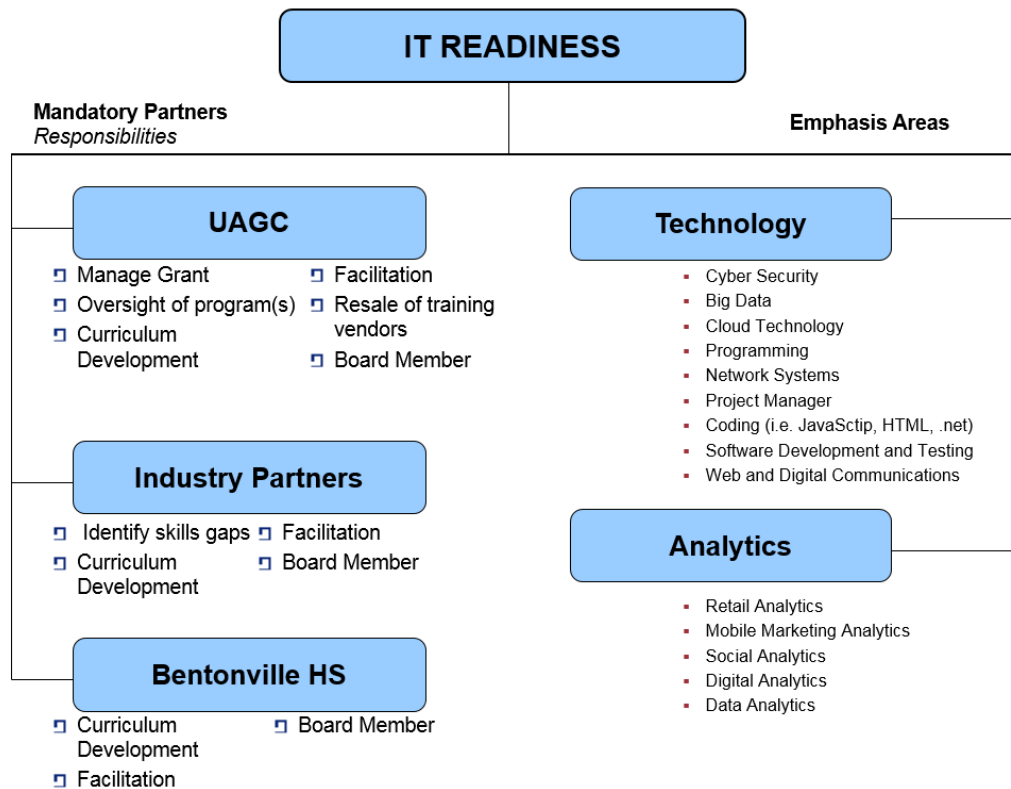 IT READINESS
Mandatory Partners
Responsibilities
Emphasis Areas
UAGC
Manage Grant
Oversight of program(s)
Curriculum
Development
Facilitation
Resale of training
vendors
Board Member
Industry Partners
Identify skills gaps
Curriculum
Development
Facilitation
Board Member
Bentonville HS
Curriculum
Development
Facilitation
Board Member
Technology
Cyber Security
Big Data
Cloud Technology
Programming
Network Systems
Project Manager
Coding (i.e. JavaSctip, HTML, .net)
Software Development and Testing
Web and Digital Communications
Analytics
Retail Analytics
Mobile Marketing Analytics
Social Analytics
Digital Analytics
Data Analytics